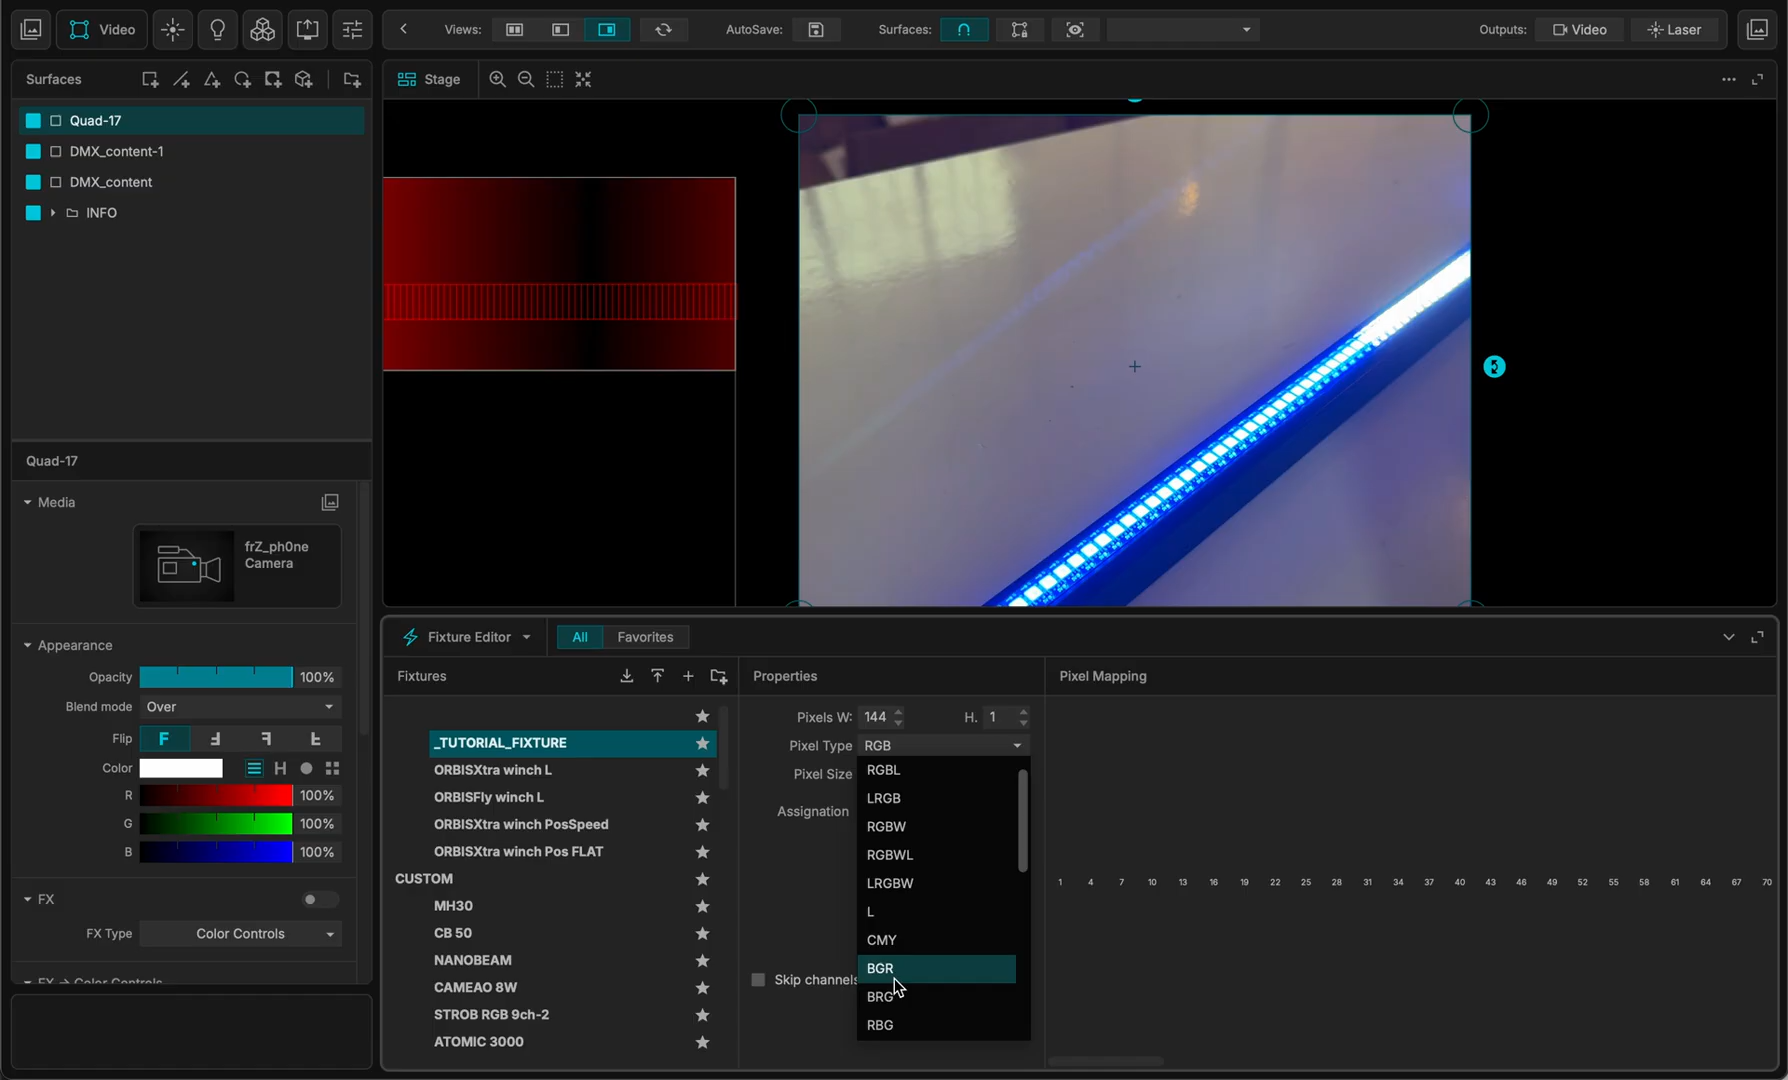 Video
Views:
AutoSave:
Surfaces:
Outputs:
Video
Laser
Surfaces
Stage
Quad-17
DMX_content-1
DMX_content
INFO
Quad-17
Media
frZ_ph0ne
Camera
Appearance
Opacity
100%
Blend mode
Over
Flip
F
F
F
F
Color
H
R
100%
G
100%
B
100%
FX
FX Type
Color Controls
FX → Color Controls
Fixture Editor
All
Favorites
Fixtures
Properties
Pixel Mapping
_TUTORIAL_FIXTURE
ORBISXtra winch L
ORBISFly winch L
ORBISXtra winch PosSpeed
ORBISXtra winch Pos FLAT
CUSTOM
MH30
CB 50
NANOBEAM
CAMEAO 8W
STROB RGB 9ch-2
ATOMIC 3000
Pixels W:
144
H.
1
Pixel Type
RGB
Pixel Size
Assignation
Skip channels
RGBL
LRGB
RGBW
RGBWL
LRGBW
L
CMY
BGR
BRG
RBG
1 4 7 10 13 16 19 22 25 28 31 34 37 40 43 46 49 52 55 58 61 64 67 70